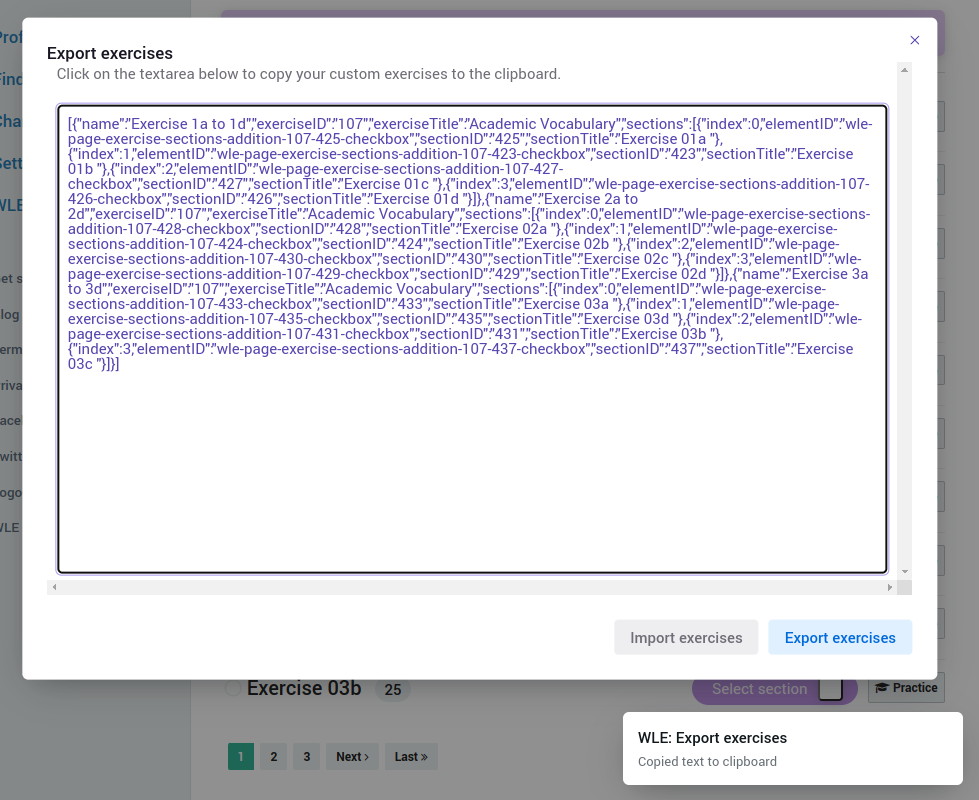 Export exercises
Click on the textarea below to copy your custom exercises to the clipboard.
[{"name":"Exercise 1a to 1d","exerciseID":"107","exerciseTitle":"Academic Vocabulary","sections":[{"index":0,"elementID":"wle-
page-exercise-sections-addition-107-425-checkbox","sectionID":"425","sectionTitle":"Exercise 01a "},
{"index":1,"elementID":"wle-page-exercise-sections-addition-107-423-checkbox","sectionID":"423","sectionTitle":"Exercise
01b "},{"index":2,"elementID":"wle-page-exercise-sections-addition-107-427-
checkbox","sectionID":"427","sectionTitle":"Exercise 01c "},{"index":3,"elementID":"wle-page-exercise-sections-addition-107-
426-checkbox","sectionID":"426","sectionTitle":"Exercise 01d "}]},{"name":"Exercise 2a to
2d","exerciseID":"107","exerciseTitle":"Academic Vocabulary","sections":[{"index":0,"elementID":"wle-page-exercise-sections-
addition-107-428-checkbox","sectionID":"428","sectionTitle":"Exercise 02a "},{"index":1,"elementID":"wle-page-exercise-
sections-addition-107-424-checkbox","sectionID":"424","sectionTitle":"Exercise 02b "},{"index":2,"elementID":"wle-page-
exercise-sections-addition-107-430-checkbox","sectionID":"430","sectionTitle":"Exercise 02c "},{"index":3,"elementID":"wle-
page-exercise-sections-addition-107-429-checkbox","sectionID":"429","sectionTitle":"Exercise 02d "}]},{"name":"Exercise 3a
to 3d","exerciseID":"107","exerciseTitle":"Academic Vocabulary","sections":[{"index":0,"elementID":"wle-page-exercise-
sections-addition-107-433-checkbox","sectionID":"433","sectionTitle":"Exercise 03a "},{"index":1,"elementID":"wle-page-
exercise-sections-addition-107-435-checkbox","sectionID":"435","sectionTitle":"Exercise 03d "},{"index":2,"elementID":"wle-
page-exercise-sections-addition-107-431-checkbox","sectionID":"431","sectionTitle":"Exercise 03b "},
{"index":3,"elementID":"wle-page-exercise-sections-addition-107-437-checkbox","sectionID":"437","sectionTitle":"Exercise
03c "}]}]
Import exercises
Export exercises
Exercise 03b
25
Select section
Practice
1
2
3
Next
Last
WLE: Export exercises
Copied text to clipboard